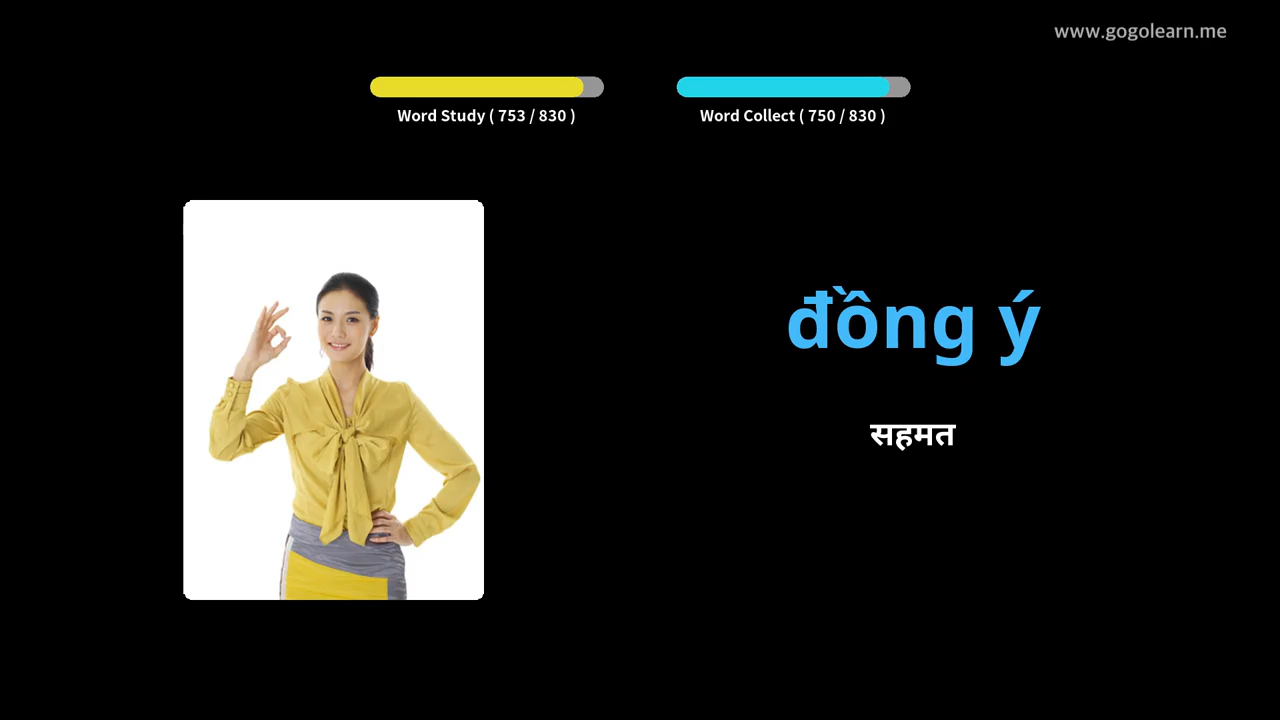 www.gogolearn.me
Word Study ( 753 / 830 )
Word Collect ( 750 / 830 )
đồng ý
सहमत